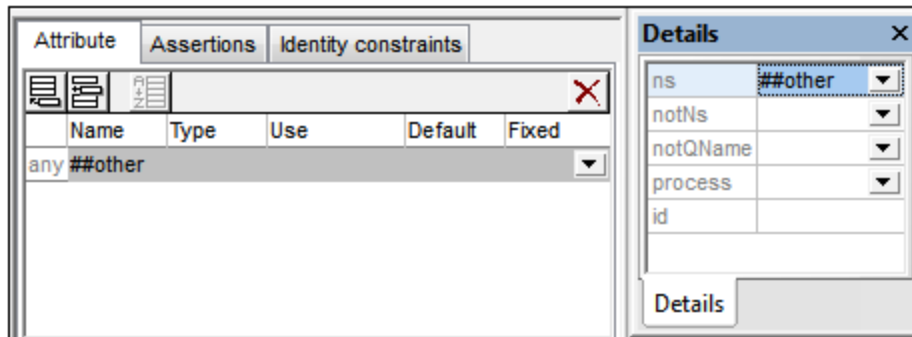 Attribute Assertions Identity constraints
A
Z
Name Type Use Default Fixed
any ##other
Details
ns ##other
notNs
notQName
process
id
Details